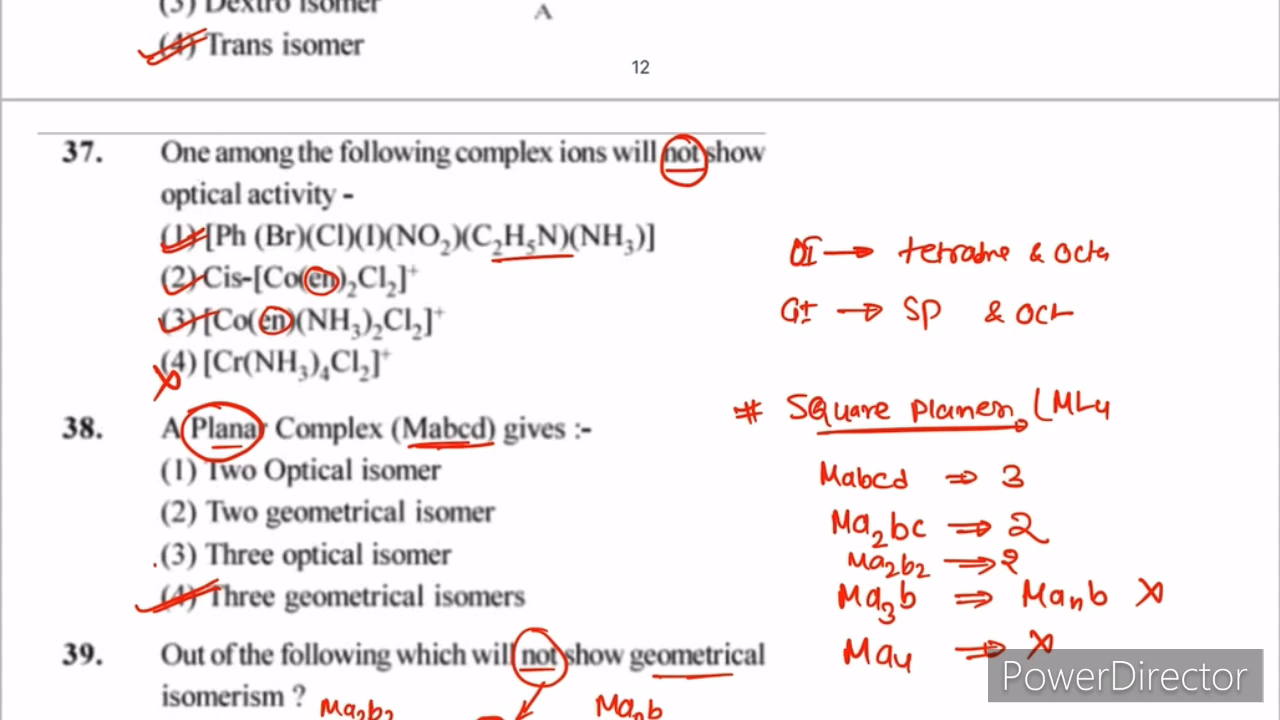 (3) Dextro isomer
A
(4) Trans isomer
12
37. One among the following complex ions will not show
optical activity -
(1) [Ph (Br)(Cl)(I)(NO₂)(C₂H₅N)(NH₃)]
(2) Cis-[Co(en)₂Cl₂]⁺
(3) [Co(en)(NH₃)₂Cl₂]⁺
(4) [Cr(NH₃)₄Cl₂]⁺
38. A Plana Complex (Mabcd) gives :-
(1) Two Optical isomer
(2) Two geometrical isomer
(3) Three optical isomer
(4) Three geometrical isomers
39. Out of the following which will not show geometrical
isomerism ?
Ma₂b₂ Maₙb
OI → & Octa
GI → SP & Oct
# Square planer (ML₄
Mabcd ⇒ 3
Ma₂bc ⇒ 2
Ma₂b₂ ⇒ 2
Ma₃b ⇒ Maₙb ×
Ma₄ ⇒ ×
PowerDirector